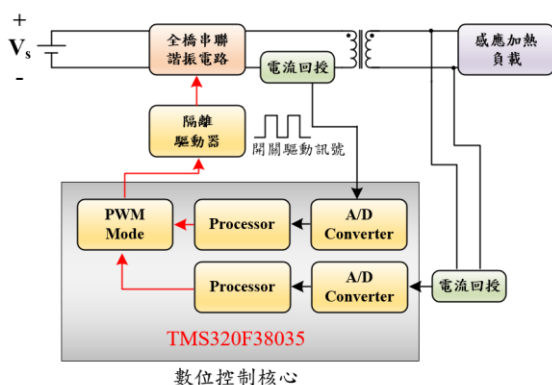 +
Vs
-
全橋串聯
諧振電路
電流回授
感應加熱
負載
隔離
驅動器
開關驅動訊號
PWM
Mode
Processor
A/D
Converter
Processor
A/D
Converter
電流回授
TMS320F38035
數位控制核心